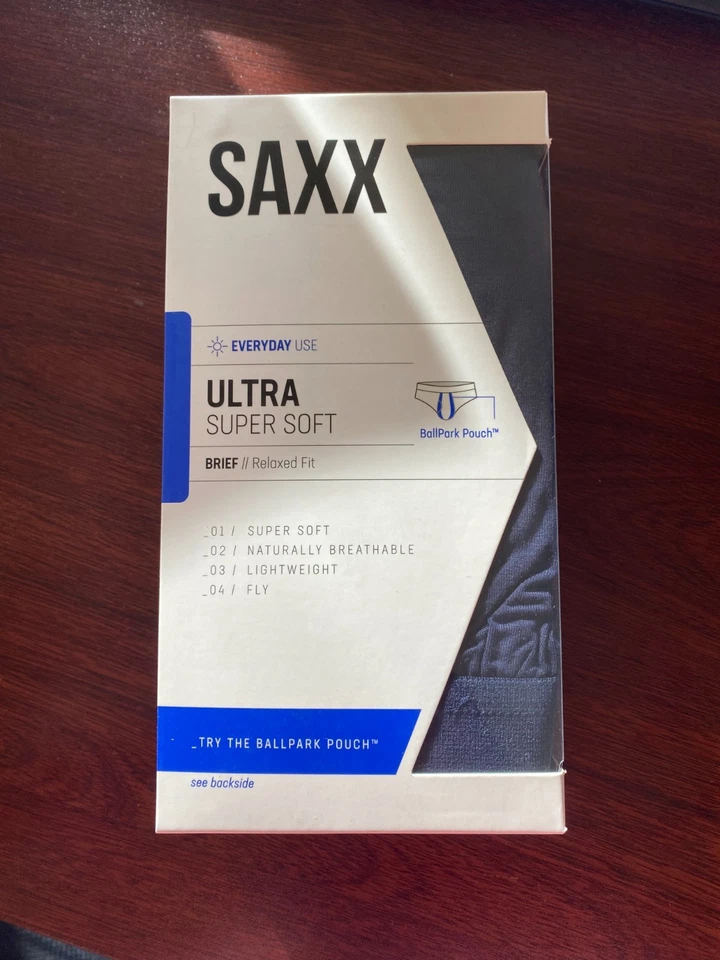 SAXX
EVERYDAY USE
ULTRA
SUPER SOFT
BallPark Pouch™
BRIEF // Relaxed Fit
_01 / SUPER SOFT
_02 / NATURALLY BREATHABLE
_03 / LIGHTWEIGHT
_04 / FLY
_TRY THE BALLPARK POUCH™
see backside